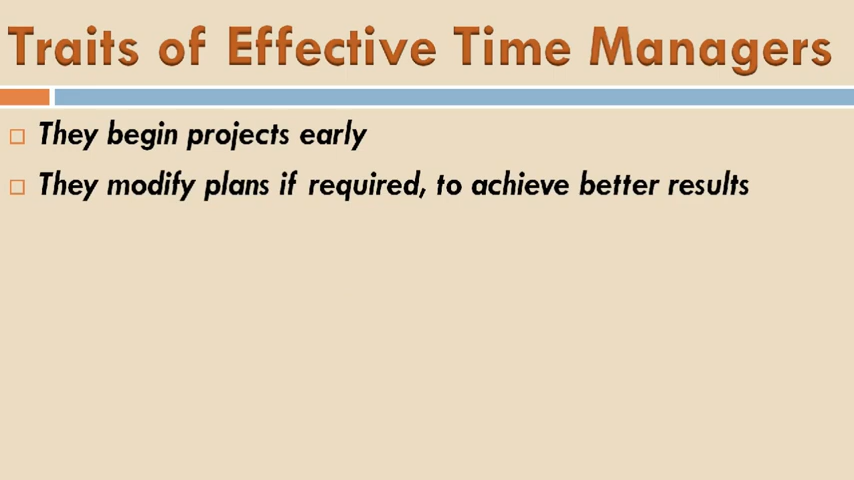 Traits of Effective Time Managers
They begin projects early
They modify plans if required, to achieve better results